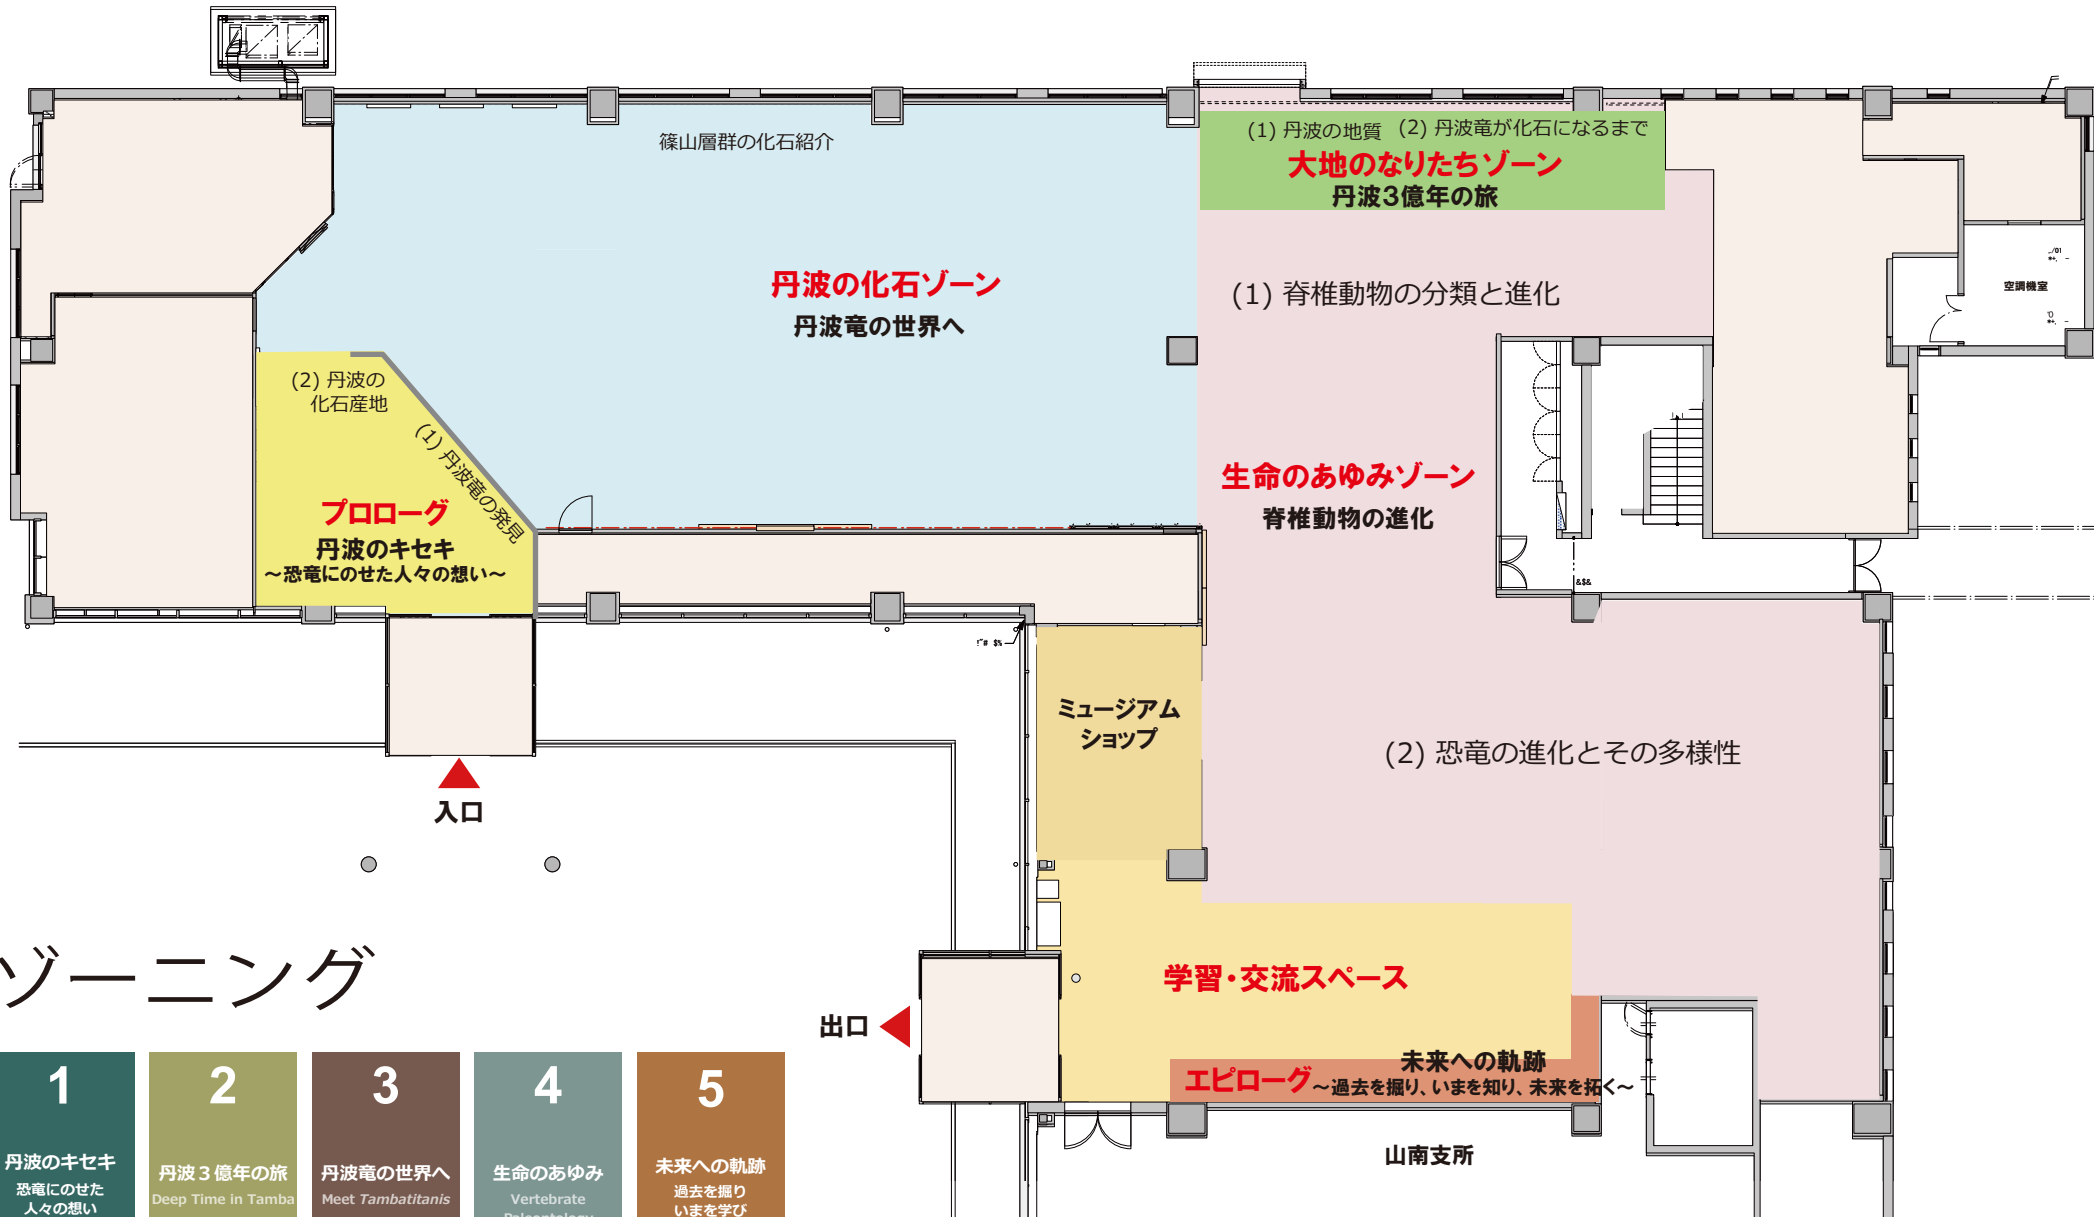 篠山層群の化石紹介
(1) 丹波の地質 (2) 丹波竜が化石になるまで
大地のなりたちゾーン
丹波3億年の旅
丹波の化石ゾーン
丹波竜の世界へ
(1) 脊椎動物の分類と進化
空調機室
(2) 丹波の
化石産地
(1) 丹波竜の発見
プロローグ
丹波のキセキ
～恐竜にのせた人々の想い～
生命のあゆみゾーン
脊椎動物の進化
ミュージアム
ショップ
(2) 恐竜の進化とその多様性
入口
ゾーニング
学習・交流スペース
出口
エピローグ
未来への軌跡
～過去を掘り、いまを知り、未来を拓く～
山南支所
1
丹波のキセキ
恐竜にのせた
人々の想い
2
丹波３億年の旅
Deep Time in Tamba
3
丹波竜の世界へ
Meet Tambatitanis
4
生命のあゆみ
Vertebrate
5
未来への軌跡
過去を掘り
いまを学び